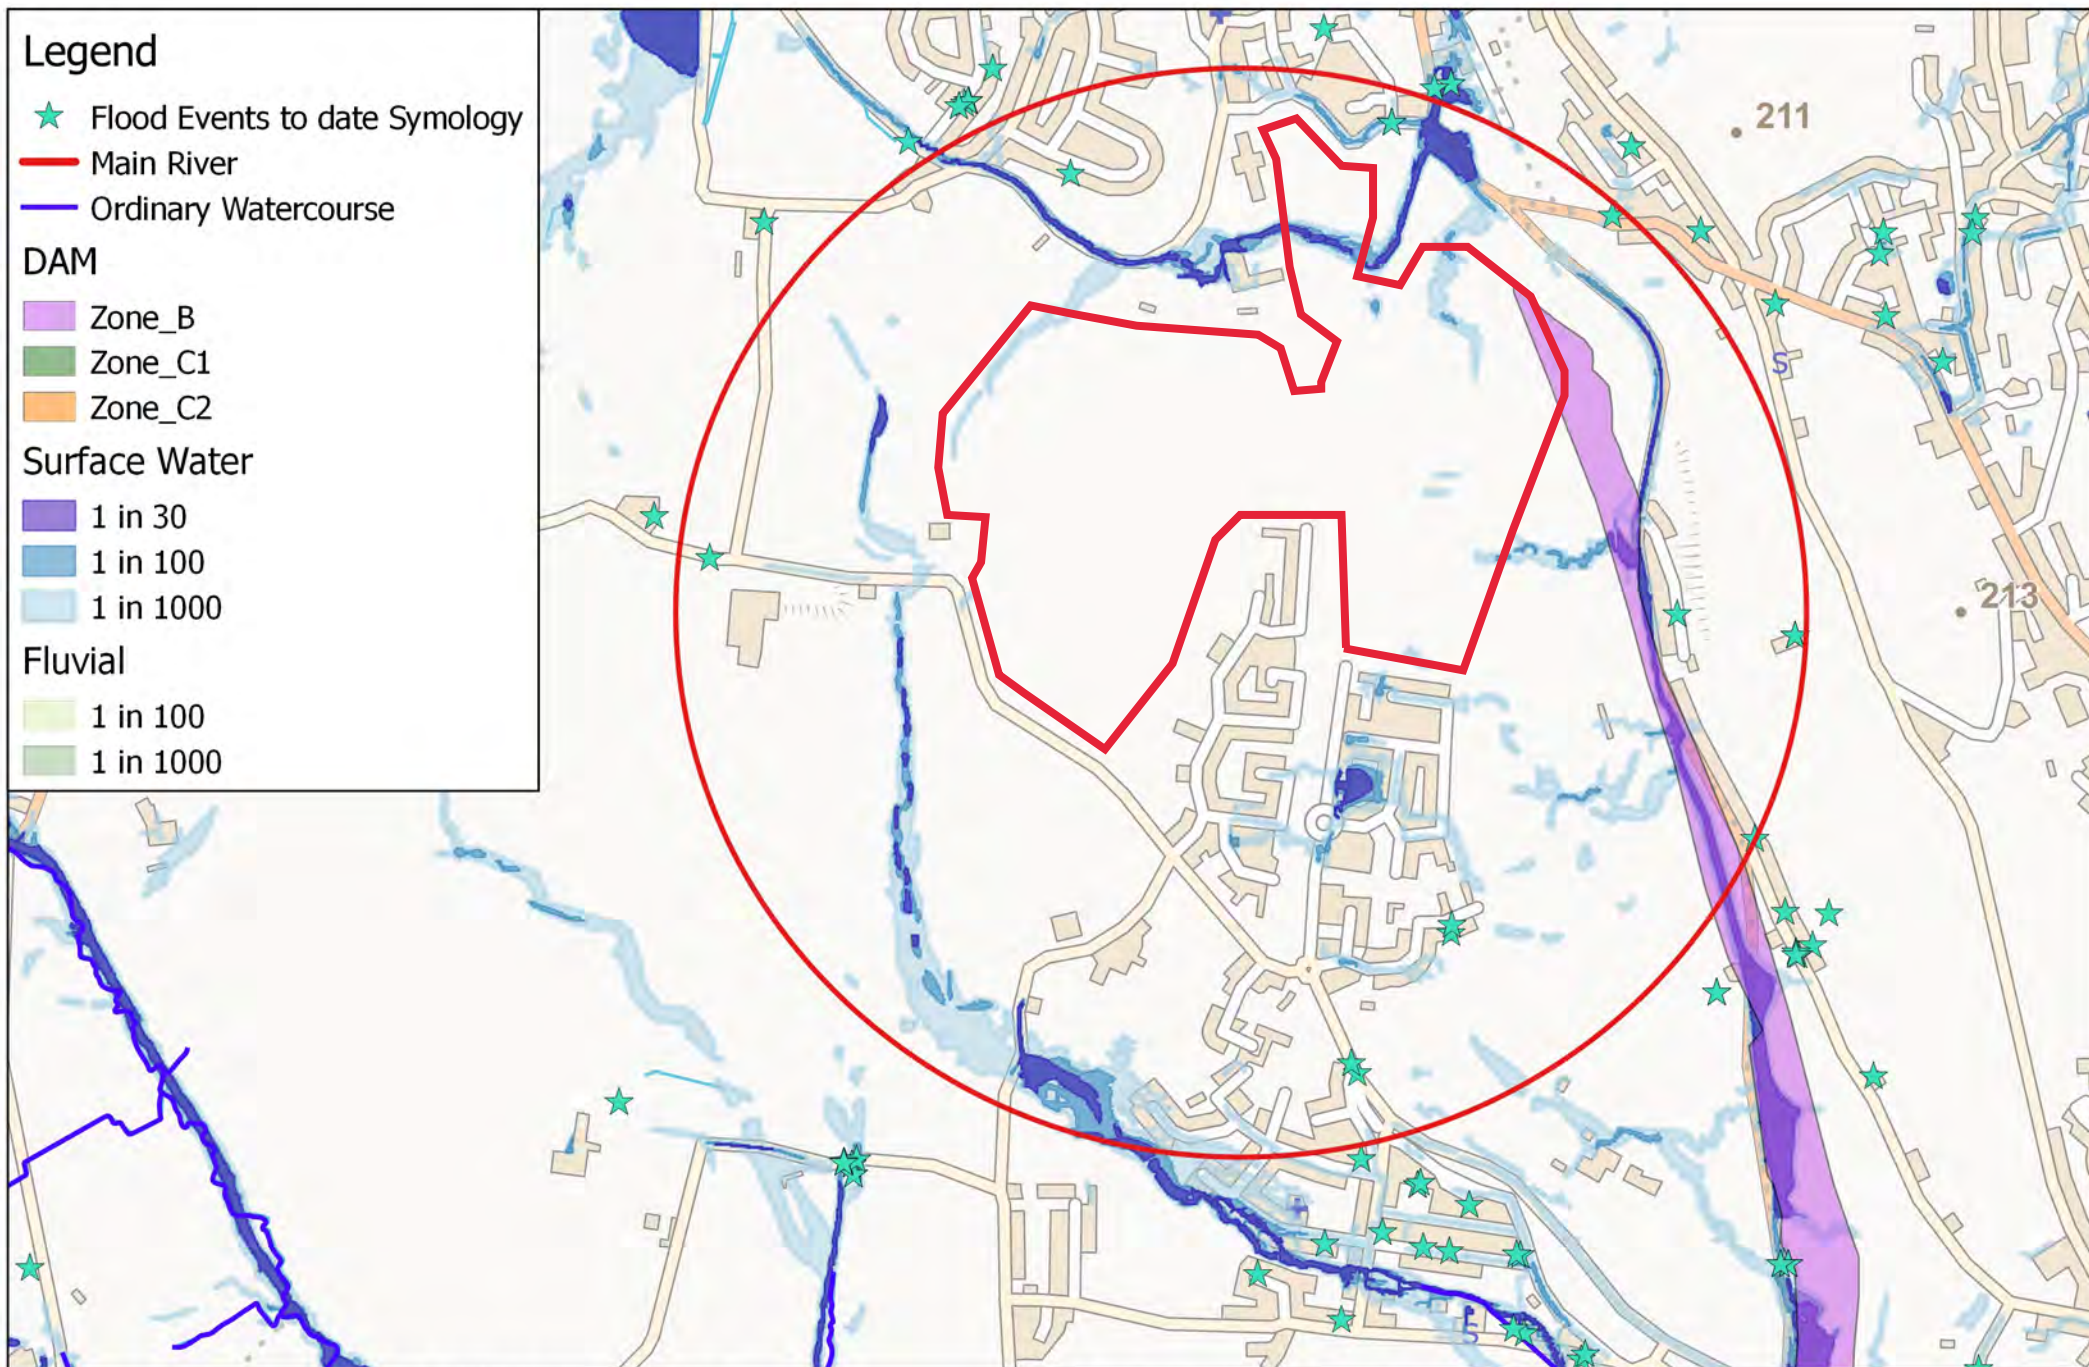 Legend
Flood Events to date Symology
Main River
Ordinary Watercourse
DAM
Zone_B
Zone_C1
Zone_C2
Surface Water
1 in 30
1 in 100
1 in 1000
Fluvial
1 in 100
1 in 1000
211
S
213
S